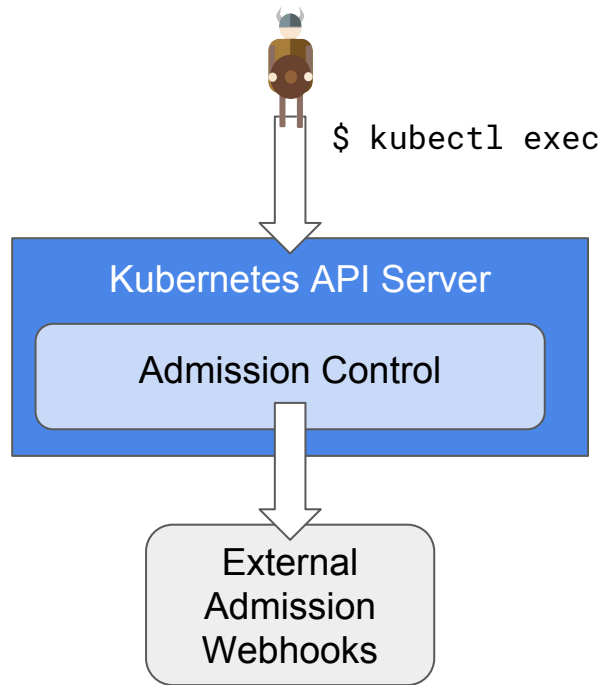 $ kubectl exec
Kubernetes API Server
Admission Control
External
Admission
Webhooks